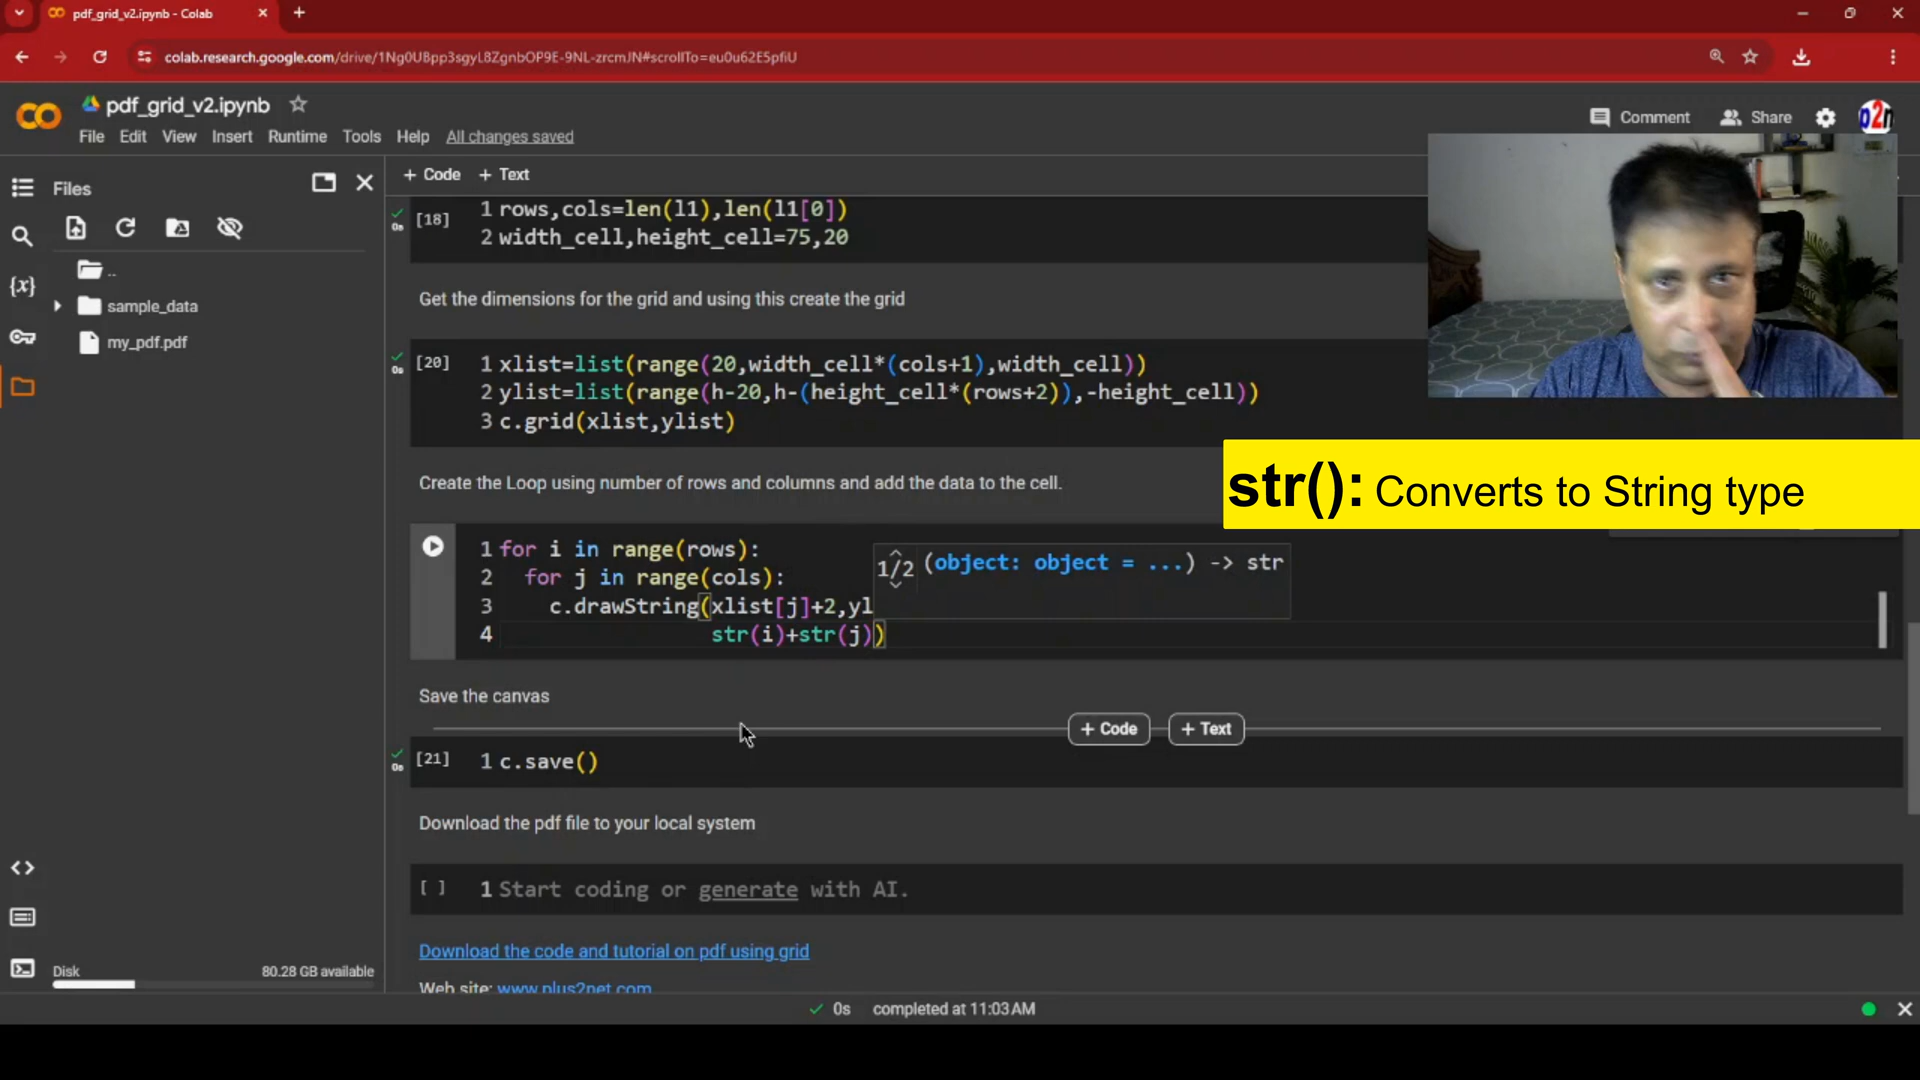 pdf_grid_v2.ipynb - Colab
colab.research.google.com/drive/1Ng0U8pp3sgyL8ZgnbOP9E-9NL-zrcmJN#scrollTo=eu0u62E5pfiU
pdf_grid_v2.ipynb
Comment
Share
File Edit View Insert Runtime Tools Help All changes saved
Files
+ Code + Text
..
sample_data
my_pdf.pdf
{x}
[18]
1 rows,cols=len(l1),len(l1[0])
0s
2 width_cell,height_cell=75,20
Get the dimensions for the grid and using this create the grid
[20]
1 xlist=list(range(20,width_cell*(cols+1),width_cell))
0s
2 ylist=list(range(h-20,h-(height_cell*(rows+2)),-height_cell))
3 c.grid(xlist,ylist)
Create the Loop using number of rows and columns and add the data to the cell.
str(): Converts to String type
1 for i in range(rows):
1/2 (object: object = ...) -> str
2 for j in range(cols):
3 c.drawString(xlist[j]+2,yl
4 str(i)+str(j))
Save the canvas
+ Code + Text
[21]
1 c.save()
0s
Download the pdf file to your local system
[ ]
1 Start coding or generate with AI.
Download the code and tutorial on pdf using grid
Web site: www.plus2net.com
Disk 80.28 GB available
0s completed at 11:03 AM